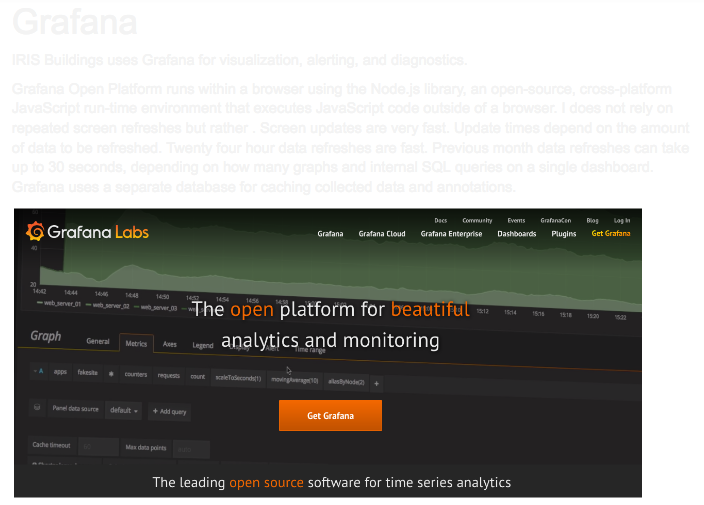 Grafana
IRIS Buildings uses Grafana for visualization, alerting, and diagnostics.
Grafana Open Platform runs within a browser using the Node.js library, an open-source, cross-platform
JavaScript run-time environment that executes JavaScript code outside of a browser. I does not rely on
repeated screen refreshes but rather . Screen updates are very fast. Update times depend on the amount
of data to be refreshed. Twenty four hour data refreshes are fast. Previous month data refreshes can take
up to 30 seconds, depending on how many graphs and internal SQL queries on a single dashboard.
Grafana uses a separate database for caching collected data and annotations.
Docs Community Events GrafanaCon Blog Log In
Grafana Labs
Grafana Grafana Cloud Grafana Enterprise Dashboards Plugins Get Grafana
40
20
14:42 14:44 14:46 14:48 14:50 14:52 15:12 15:14 15:16 15:18 15:20 15:22
web_server_01 web_server_02 web_server_03
The open platform for beautiful
analytics and monitoring
Graph General Metrics Axes Legend Time range
A apps fakesite counters requests count scaleToSeconds(1) movingAverage(10) aliasByNode(2) +
Panel data source default + Add query
Get Grafana
Cache timeout Max data points
The leading open source software for time series analytics